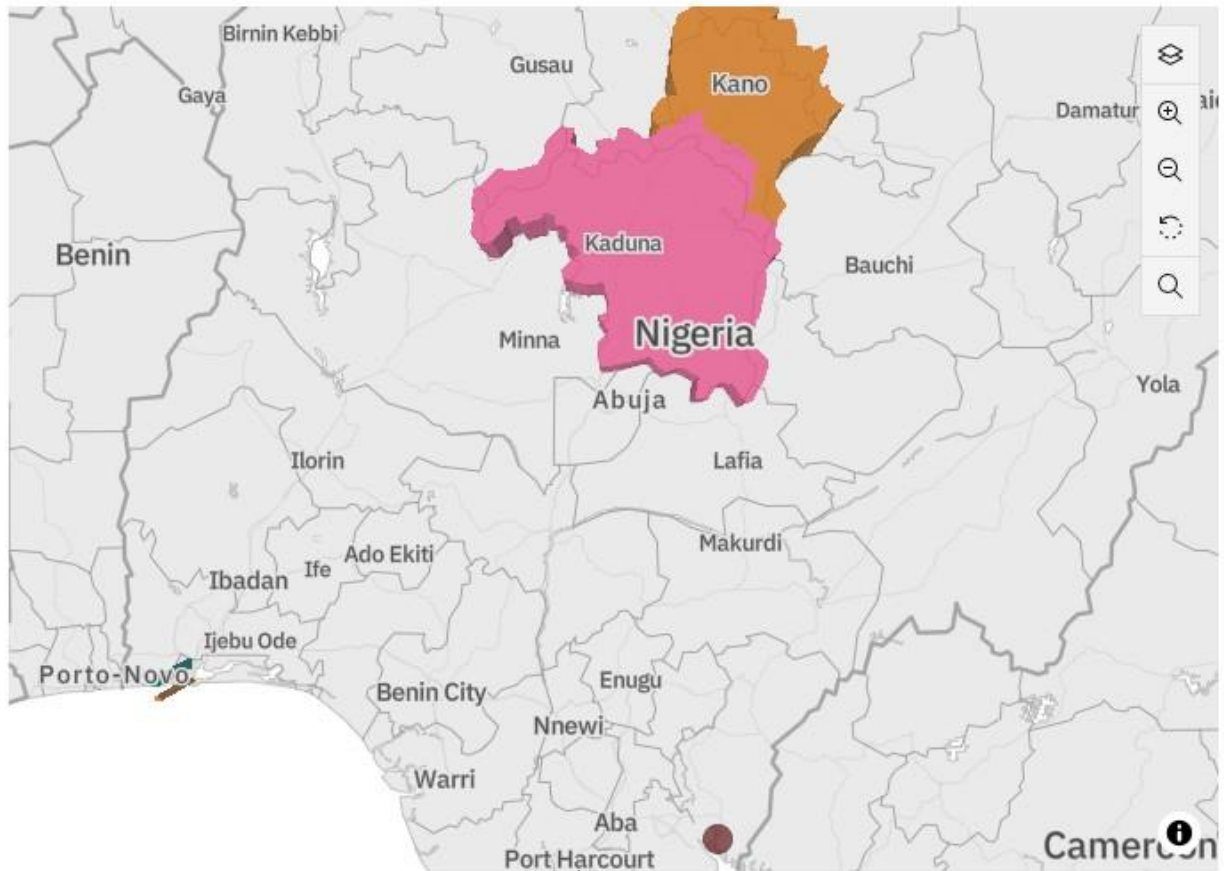 Birnin Kebbi
Gusau
Kano
Gaya
Damatur
Benin
Kaduna
Bauchi
Nigeria
Minna
Yola
Abuja
Ilorin
Lafia
Makurdi
Ado Ekiti
Ife
Ibadan
Ijebu Ode
Porto-Novo
Enugu
Benin City
Nnewi
Warri
Aba
Cameroon
Port Harcourt